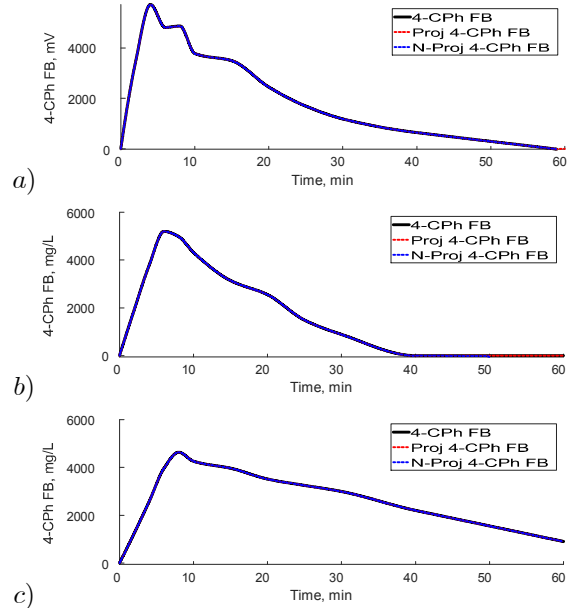 4-CPh FB, mV
4000
2000
0
4-CPh FB
Proj 4-CPh FB
N-Proj 4-CPh FB
0 10 20 30 40 50 60
Time, min
a)
4-CPh FB, mg/L
6000
4000
2000
0
4-CPh FB
Proj 4-CPh FB
N-Proj 4-CPh FB
0 10 20 30 40 50 60
Time, min
b)
4-CPh FB, mg/L
6000
4000
2000
0
4-CPh FB
Proj 4-CPh FB
N-Proj 4-CPh FB
0 10 20 30 40 50 60
Time, min
c)